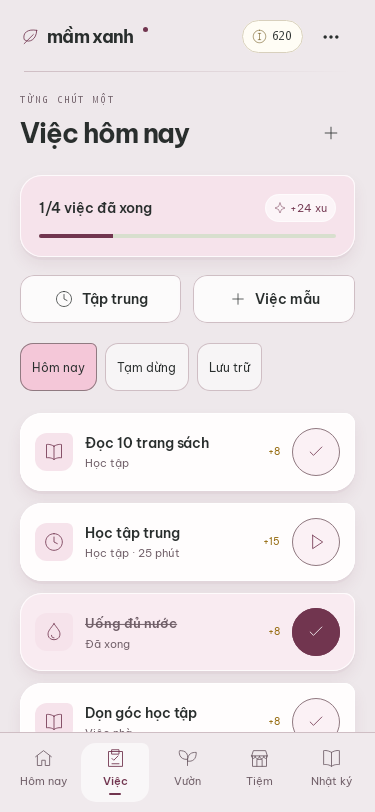 mầm xanh
620
TỪNG CHÚT MỘT
Việc hôm nay
1/4 việc đã xong
+24 xu
Tập trung
Việc mẫu
Hôm nay
Tạm dừng
Lưu trữ
Đọc 10 trang sách
+8
Học tập
Học tập trung
+15
Học tập · 25 phút
Uống đủ nước
+8
Đã xong
Dọn góc học tập
+8
Việc nhà
Hôm nay
Việc
Vườn
Tiệm
Nhật ký